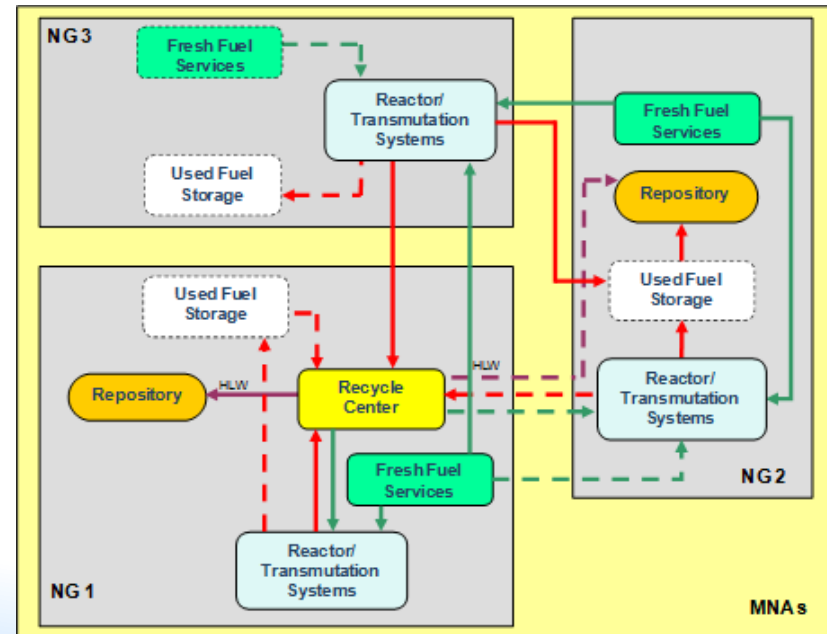 NG3
Fresh Fuel
Services
Reactor/
Transmutation
Systems
Used Fuel
Storage
Fresh Fuel
Services
Repository
Used Fuel
Storage
Reactor/
Transmutation
Systems
NG2
Used Fuel
Storage
Repository
HLW
Recycle
Center
HLW
Fresh Fuel
Services
Reactor/
Transmutation
Systems
NG1
MNAs